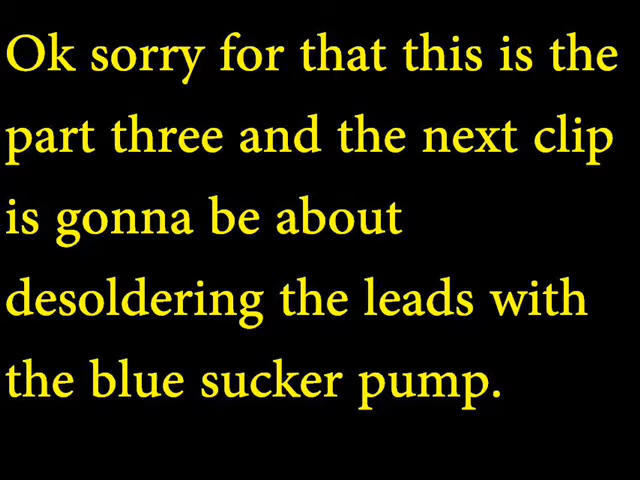 Ok sorry for that this is the
part three and the next clip
is gonna be about
desoldering the leads with
the blue sucker pump.